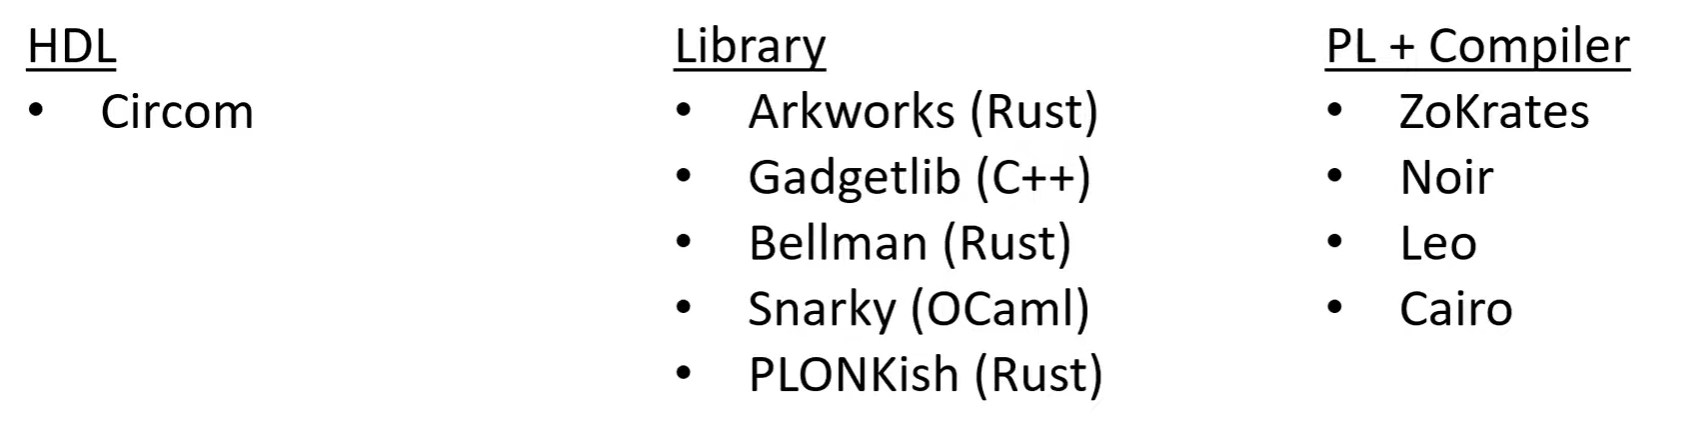 HDL
• Circom
Library
• Arkworks (Rust)
• Gadgetlib (C++)
• Bellman (Rust)
• Snarky (OCaml)
• PLONKish (Rust)
PL + Compiler
• ZoKrates
• Noir
• Leo
• Cairo